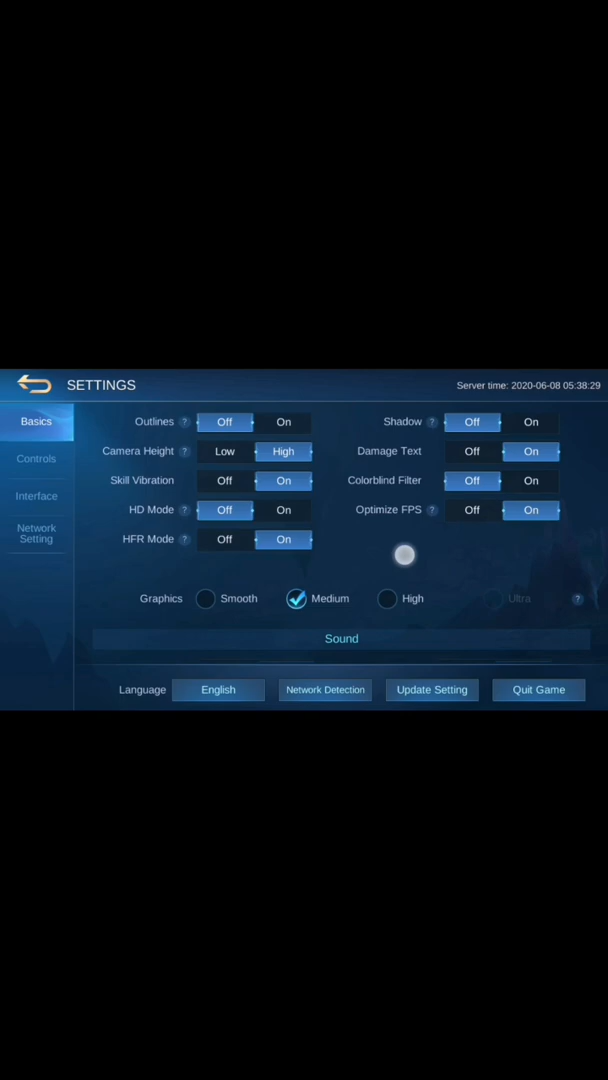 SETTINGS
Server time: 2020-06-08 05:38:29
Basics
Controls
Interface
Network
Setting
Outlines ? Off On
Shadow ? Off On
Camera Height ? Low High
Damage Text Off On
Skill Vibration Off On
Colorblind Filter Off On
HD Mode ? Off On
Optimize FPS ? Off On
HFR Mode ? Off On
Graphics Smooth Medium High Ultra ?
Sound
Language English Network Detection Update Setting Quit Game